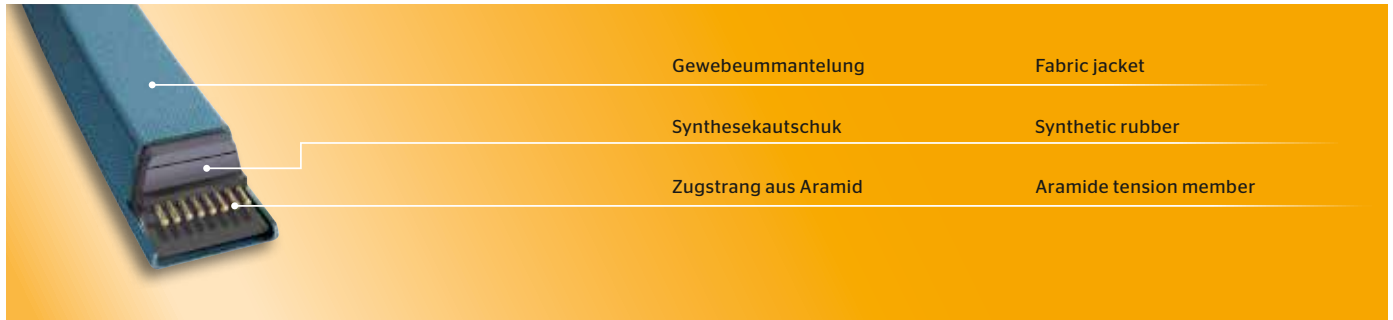 Gewebeummantelung Fabric jacket
Synthesekautschuk Synthetic rubber
Zugstrang aus Aramid Aramide tension member